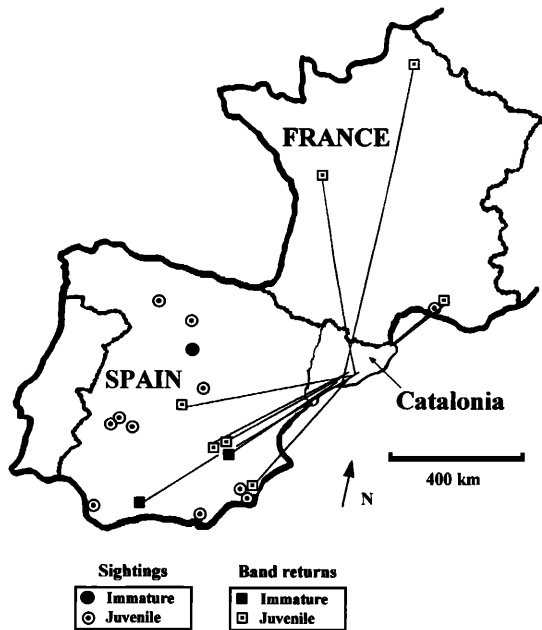 FRANCE
SPAIN
Catalonia
400 km
N
Sightings
Immature
Juvenile
Band returns
Immature
Juvenile